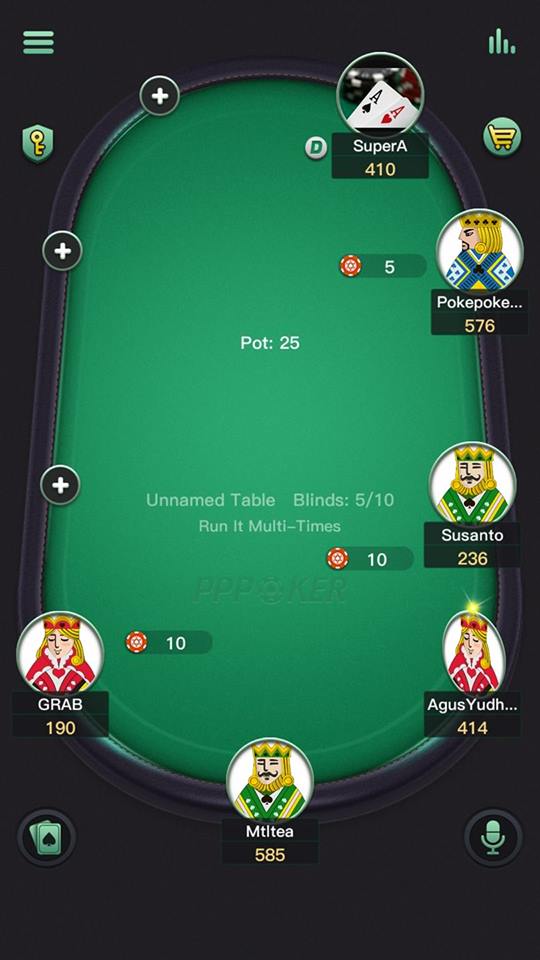 SuperA
410
D
5
Pokepoke...
576
Pot: 25
Unnamed Table Blinds: 5/10
Run It Multi-Times
Susanto
236
10
PPPOKER
10
GRAB
190
AgusYudh...
414
Mtltea
585